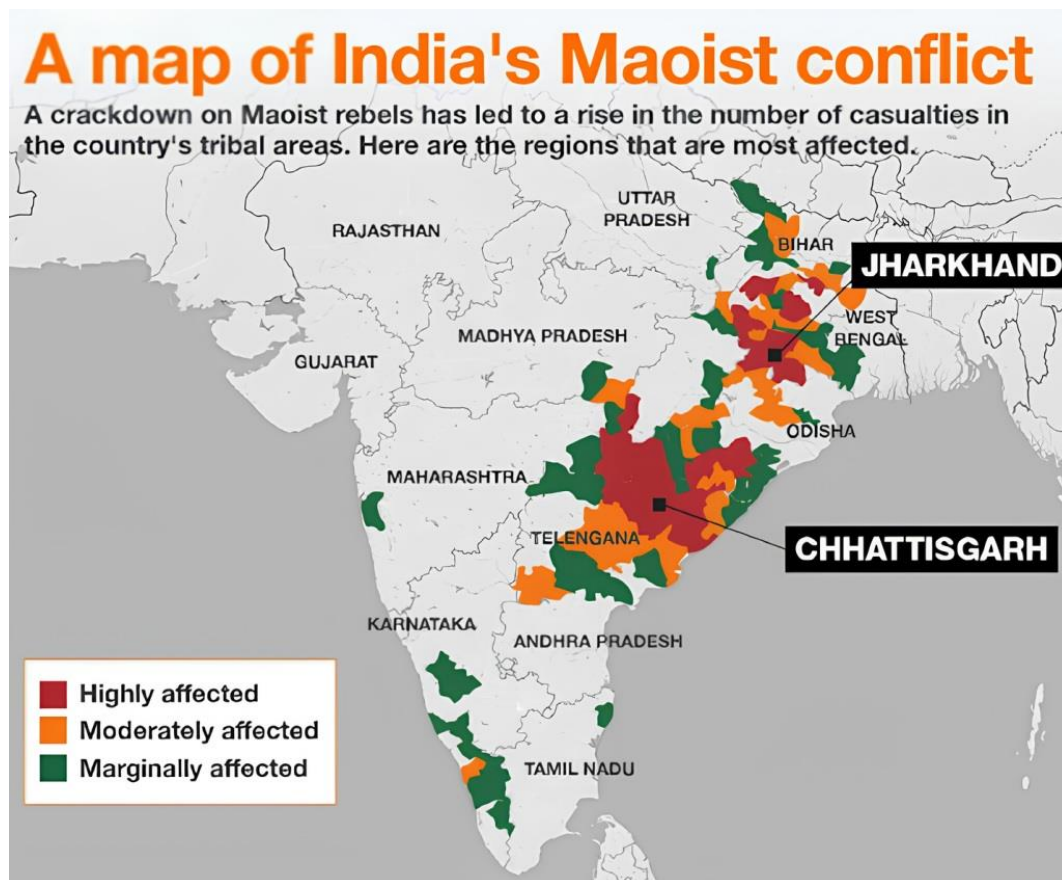 A map of India's Maoist conflict
A crackdown on Maoist rebels has led to a rise in the number of casualties in
the country's tribal areas. Here are the regions that are most affected.
UTTAR
PRADESH
RAJASTHAN
BIHAR
JHARKHAND
WEST
BENGAL
MADHYA PRADESH
GUJARAT
ODISHA
MAHARASHTRA
TELENGANA
CHHATTISGARH
KARNATAKA
ANDHRA PRADESH
Highly affected
Moderately affected
Marginally affected
TAMIL NADU